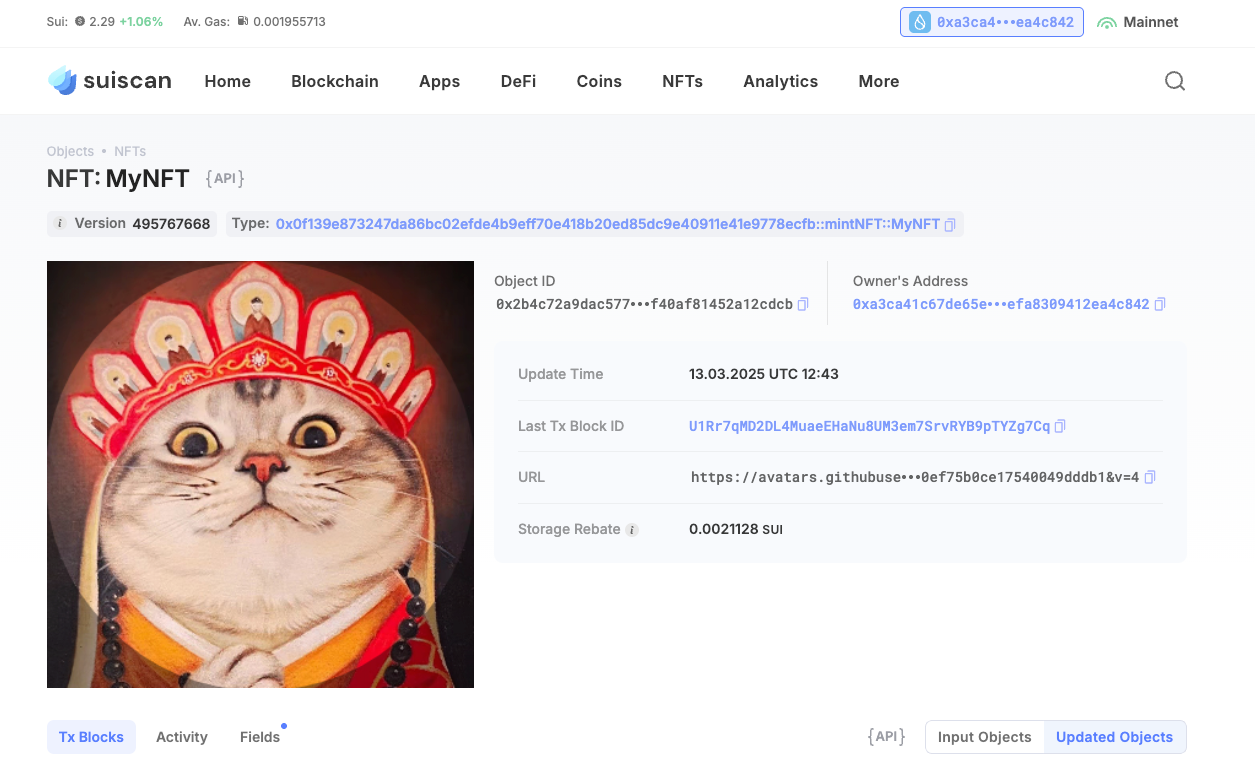 Sui: 2.29 +1.06% Av. Gas: 0.001955713 0xa3ca4•••ea4c842 Mainnet
suiscan Home Blockchain Apps DeFi Coins NFTs Analytics More
Objects • NFTs
NFT: MyNFT {API}
i Version 495767668 Type: 0x0f139e873247da86bc02efde4b9eff70e418b20ed85dc9e40911e41e9778ecfb::mintNFT::MyNFT
Object ID Owner's Address
0x2b4c72a9dac577•••f40af81452a12cdcb 0xa3ca41c67de65e•••efa8309412ea4c842
Update Time 13.03.2025 UTC 12:43
Last Tx Block ID U1Rr7qMD2DL4MuaeEHaNu8UM3em7SrvRYB9pTYZg7Cq
URL https://avatars.githubuse•••0ef75b0ce17540049dddb1&v=4
Storage Rebate i 0.0021128 SUI
Tx Blocks Activity Fields {API} Input Objects Updated Objects